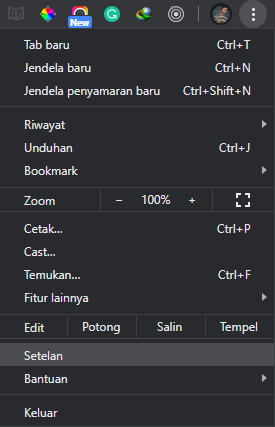 New
Tab baru Ctrl+T
Jendela baru Ctrl+N
Jendela penyamaran baru Ctrl+Shift+N
Riwayat
Unduhan Ctrl+J
Bookmark
Zoom − 100% +
Cetak... Ctrl+P
Cast...
Temukan... Ctrl+F
Fitur lainnya
Edit Potong Salin Tempel
Setelan
Bantuan
Keluar